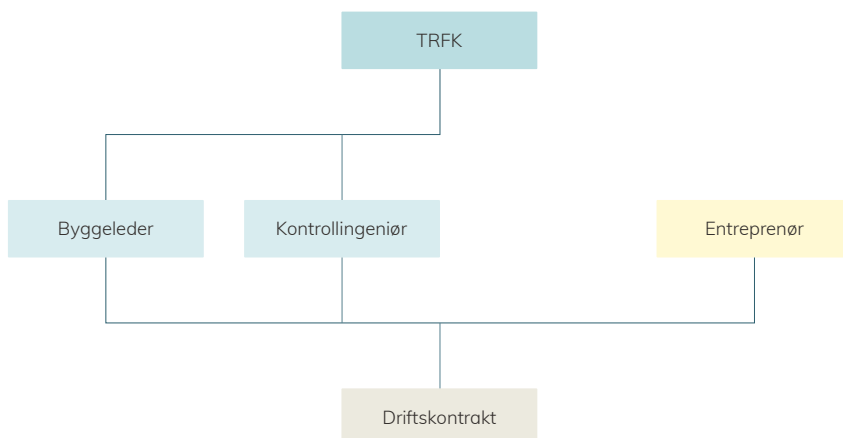 TRFK
Byggeleder
Kontrollingeniør
Entreprenør
Driftskontrakt